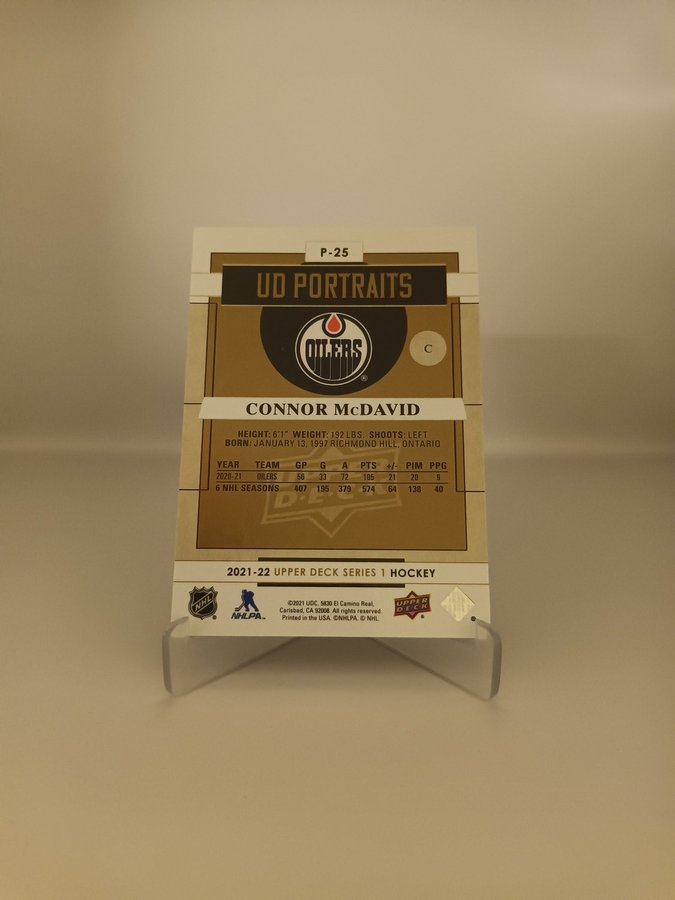 P-25
UD PORTRAITS
OILERS
®
C
CONNOR McDAVID
HEIGHT: 6'1" WEIGHT: 192 LBS. SHOOTS: LEFT
BORN: JANUARY 13, 1997 RICHMOND HILL, ONTARIO
YEAR TEAM GP G A PTS +/- PIM PPG
2020-21 OILERS 56 33 72 105 21 20 9
6 NHL SEASONS 407 195 379 574 64 138 40
UPPER DECK
2021-22 UPPER DECK SERIES 1 HOCKEY
NHL
NHLPA
©2021 UDC. 5830 El Camino Real,
Carlsbad, CA 92008. All rights reserved.
Printed in the USA. ©NHLPA. © NHL
UPPER DECK
®